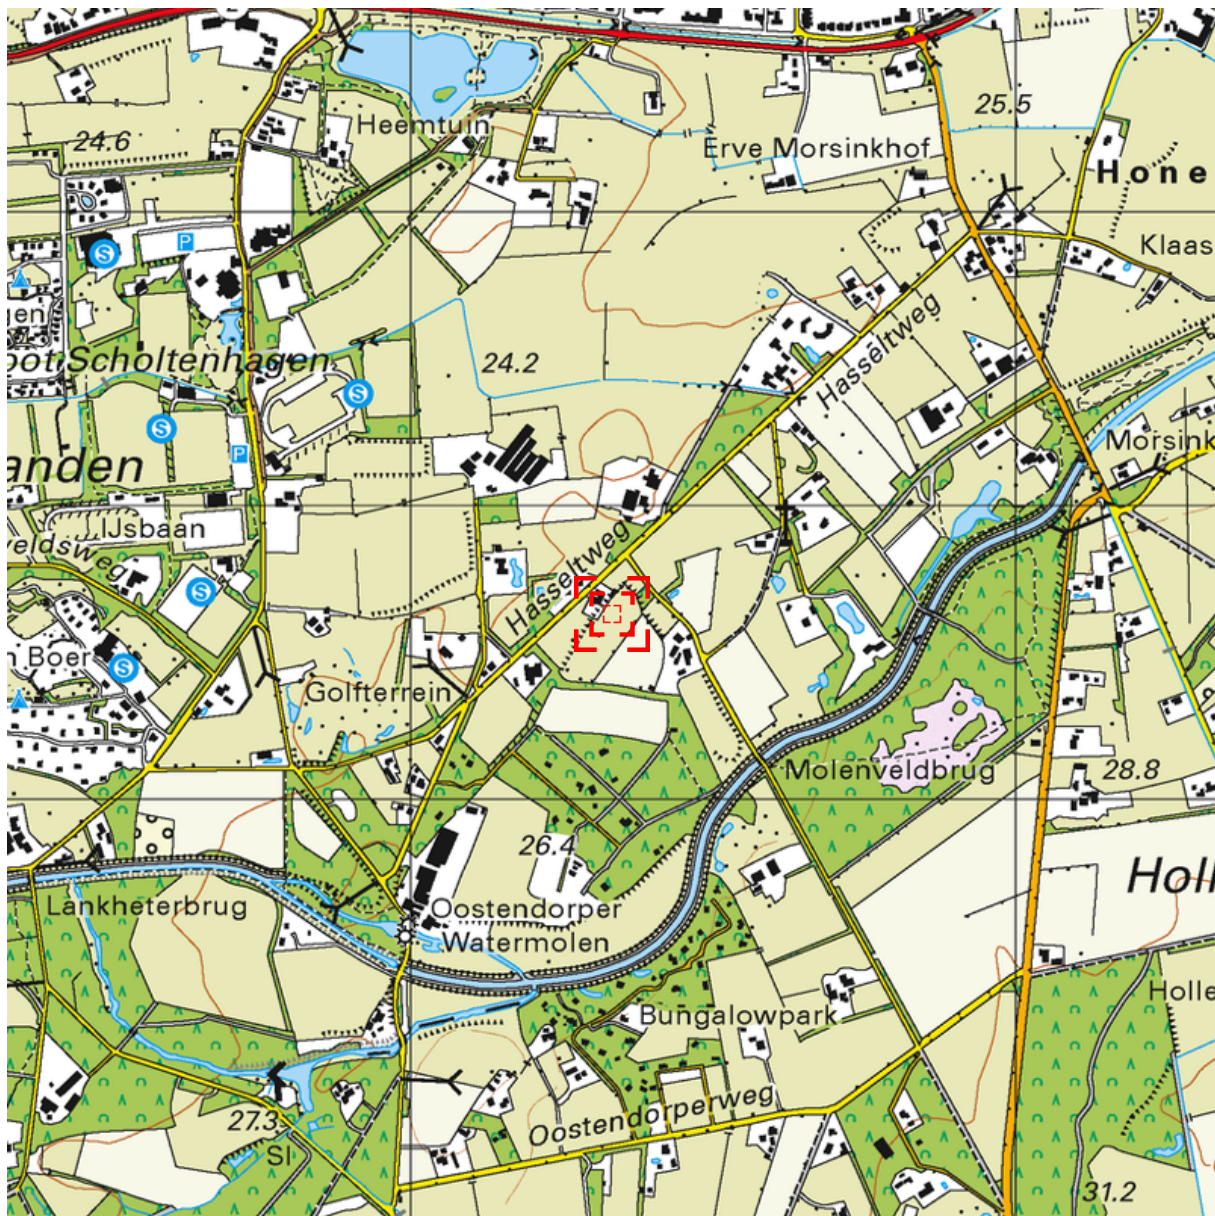 Heemtuin
25.5
24.6
Erve Morsinkhof
Hone
P
S
Klaas
gen
Hasseltweg
oot Scholtenhagen
24.2
S
S
P
Morsink
anden
IJsbaan
veldsweg
Hasseltweg
S
n Boer
S
Golfterrein
Molenveldbrug
28.8
26.4
Holl
Lankheterbrug
Oostendorper
Watermolen
Holle
Bungalowpark
27.3
Oostendorperweg
Sl
31.2